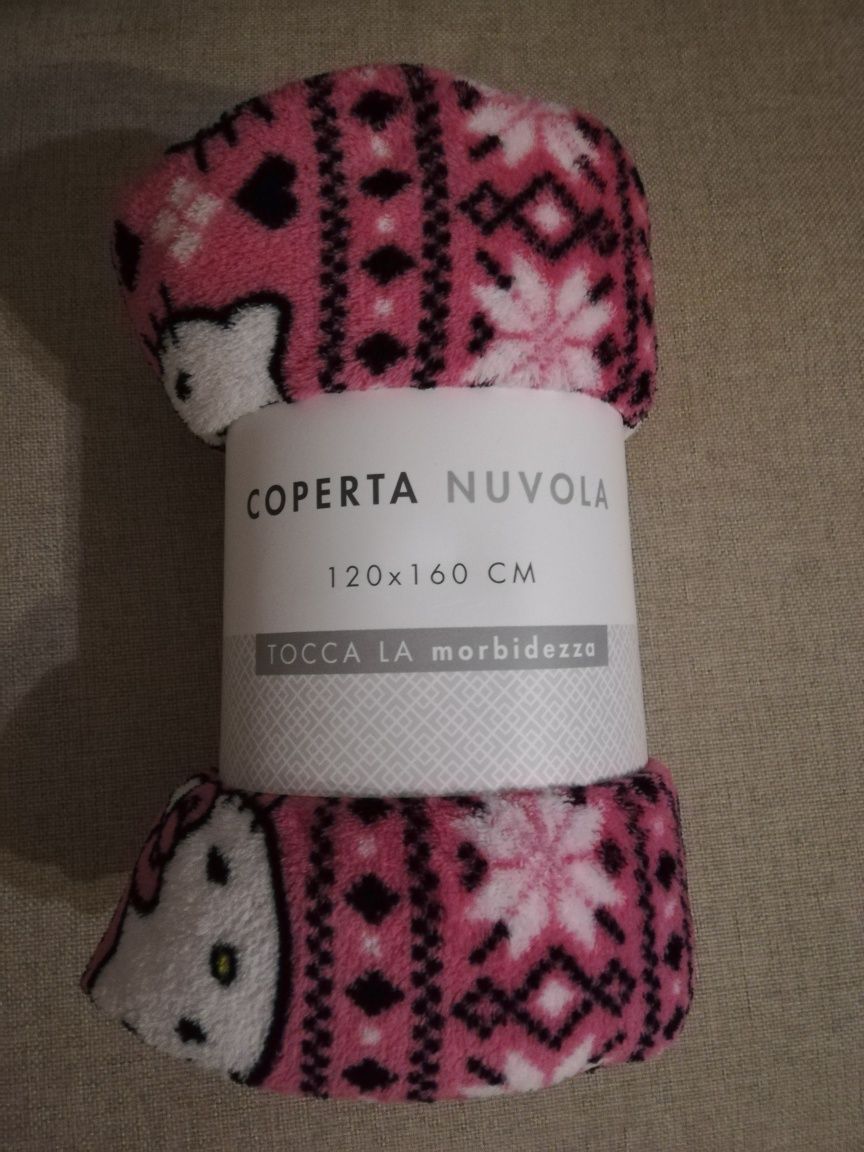 COPERTA NUVOLA
120x160 CM
TOCCA LA morbidezza